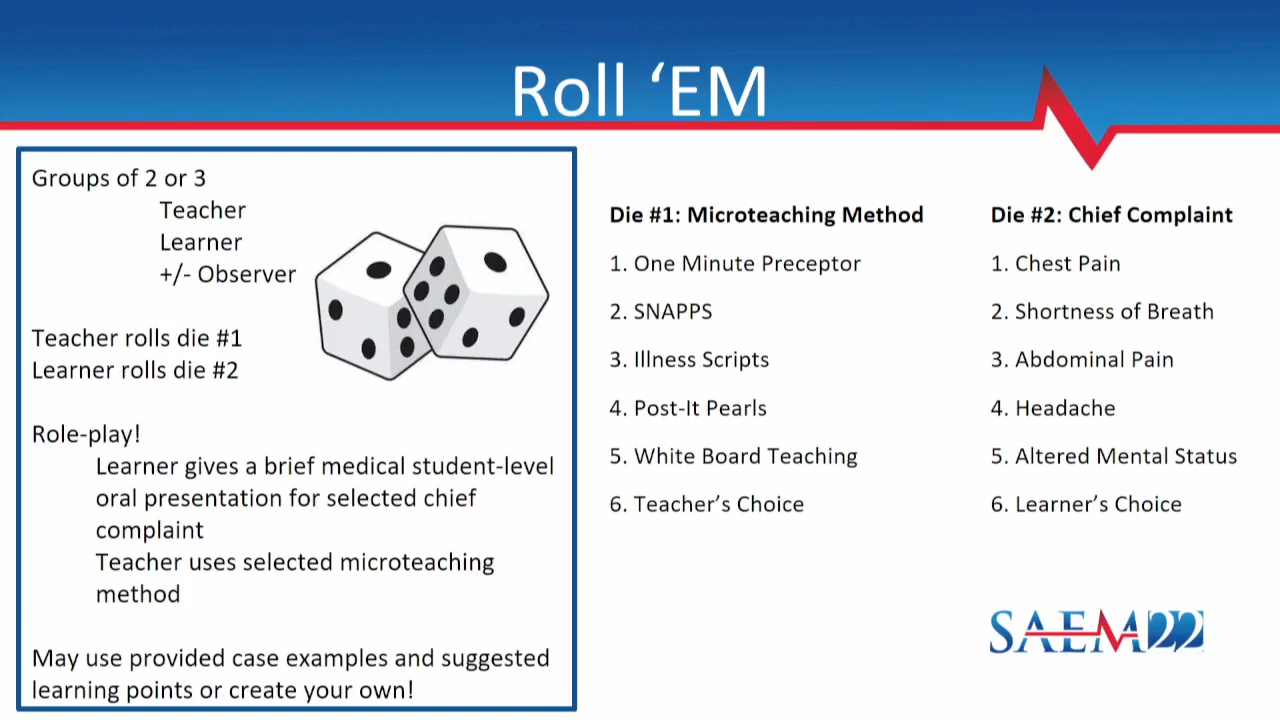 Roll ‘EM
Groups of 2 or 3
Teacher
Learner
+/- Observer
Teacher rolls die #1
Learner rolls die #2
Role-play!
Learner gives a brief medical student-level
oral presentation for selected chief
complaint
Teacher uses selected microteaching
method
May use provided case examples and suggested
learning points or create your own!
Die #1: Microteaching Method
1. One Minute Preceptor
2. SNAPPS
3. Illness Scripts
4. Post-It Pearls
5. White Board Teaching
6. Teacher’s Choice
Die #2: Chief Complaint
1. Chest Pain
2. Shortness of Breath
3. Abdominal Pain
4. Headache
5. Altered Mental Status
6. Learner’s Choice
SAEM22